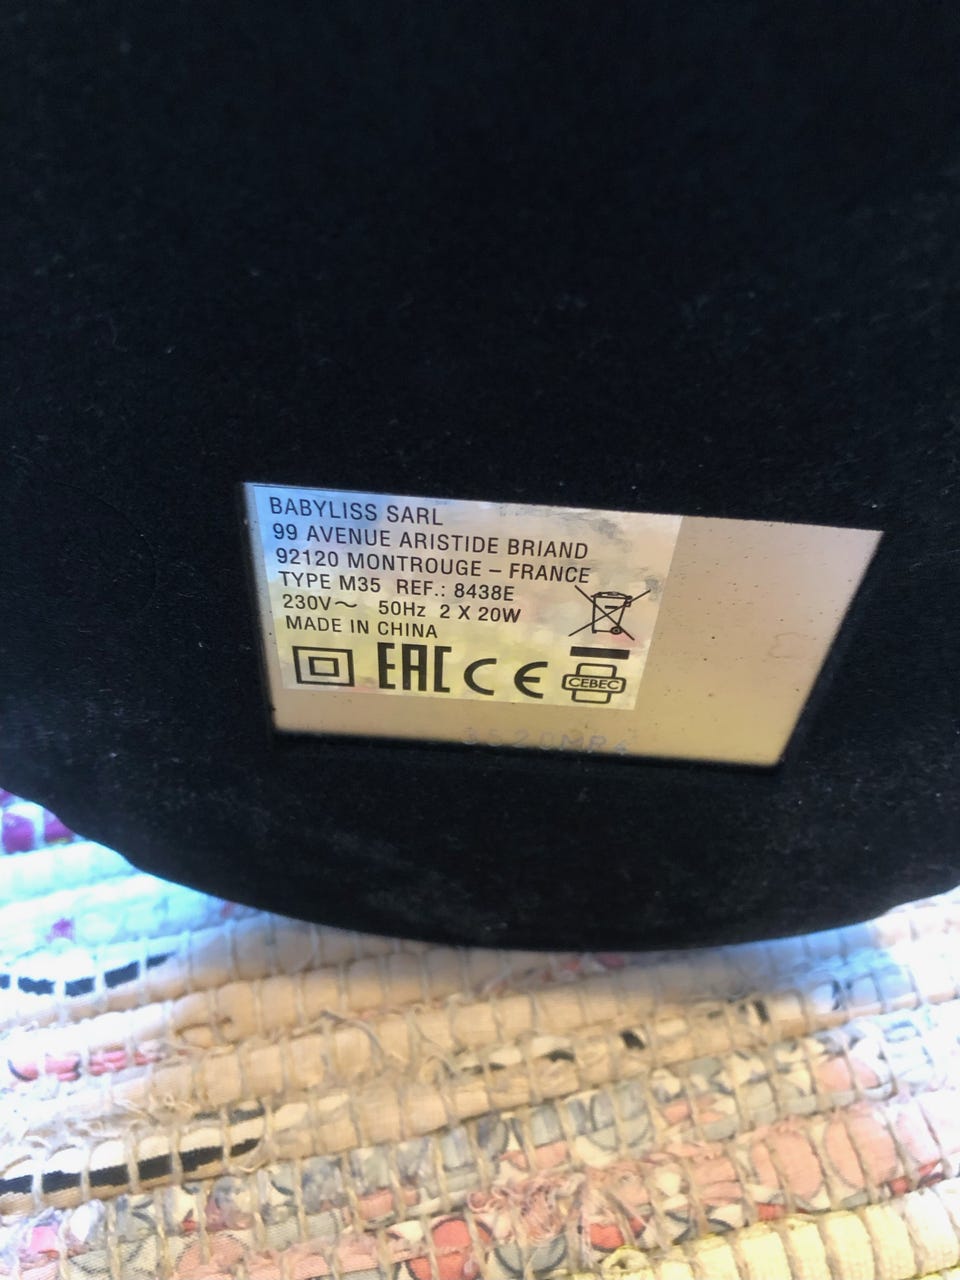 BABYLISS SARL
99 AVENUE ARISTIDE BRIAND
92120 MONTROUGE – FRANCE
TYPE M35 REF.: 8438E
230V~ 50Hz 2 X 20W
MADE IN CHINA
EAC CE CEBEC